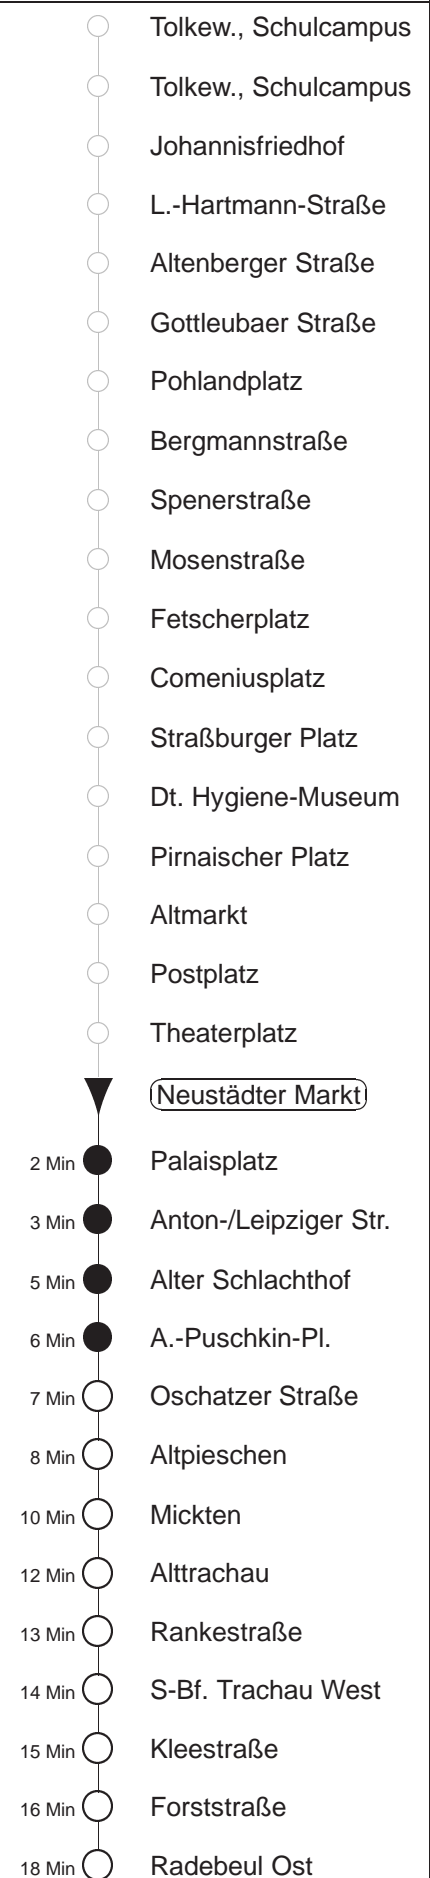 Tolkew., Schulcampus
Tolkew., Schulcampus
Johannisfriedhof
L.-Hartmann-Straße
Altenberger Straße
Gottleubaer Straße
Pohlandplatz
Bergmannstraße
Spenerstraße
Mosenstraße
Fetscherplatz
Comeniusplatz
Straßburger Platz
Dt. Hygiene-Museum
Pirnaischer Platz
Altmarkt
Postplatz
Theaterplatz
Neustädter Markt
2 Min Palaisplatz
3 Min Anton-/Leipziger Str.
5 Min Alter Schlachthof
6 Min A.-Puschkin-Pl.
7 Min Oschatzer Straße
8 Min Altpieschen
10 Min Mickten
12 Min Alttrachau
13 Min Rankestraße
14 Min S-Bf. Trachau West
15 Min Kleestraße
16 Min Forststraße
18 Min Radebeul Ost